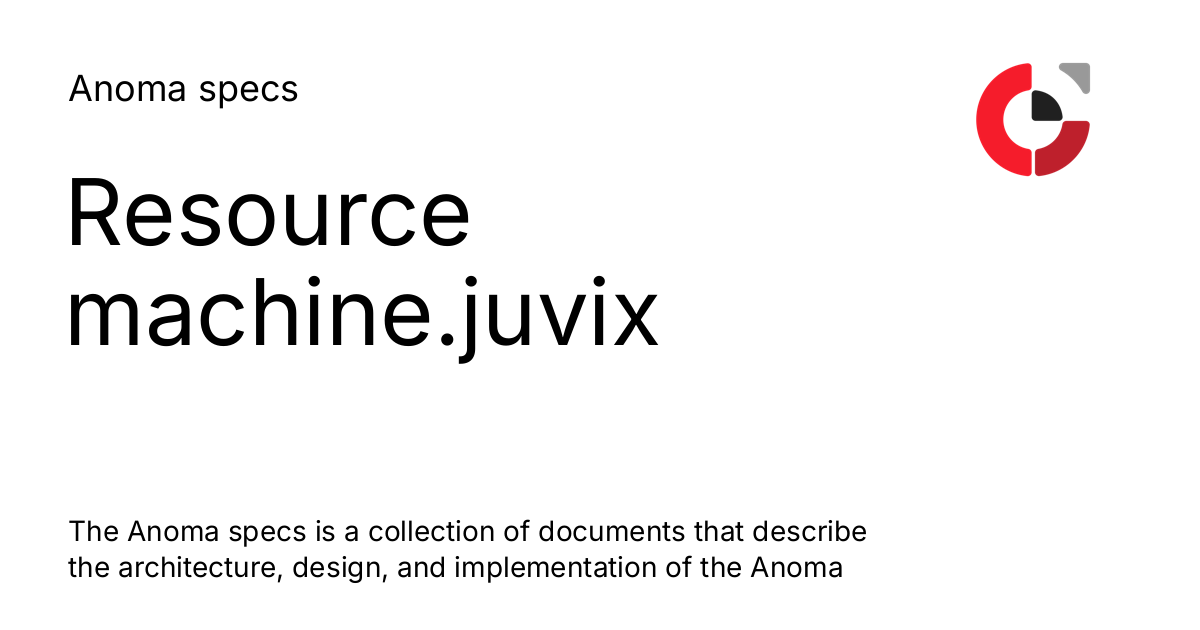 Anoma specs
Resource
machine.juvix
The Anoma specs is a collection of documents that describe
the architecture, design, and implementation of the Anoma